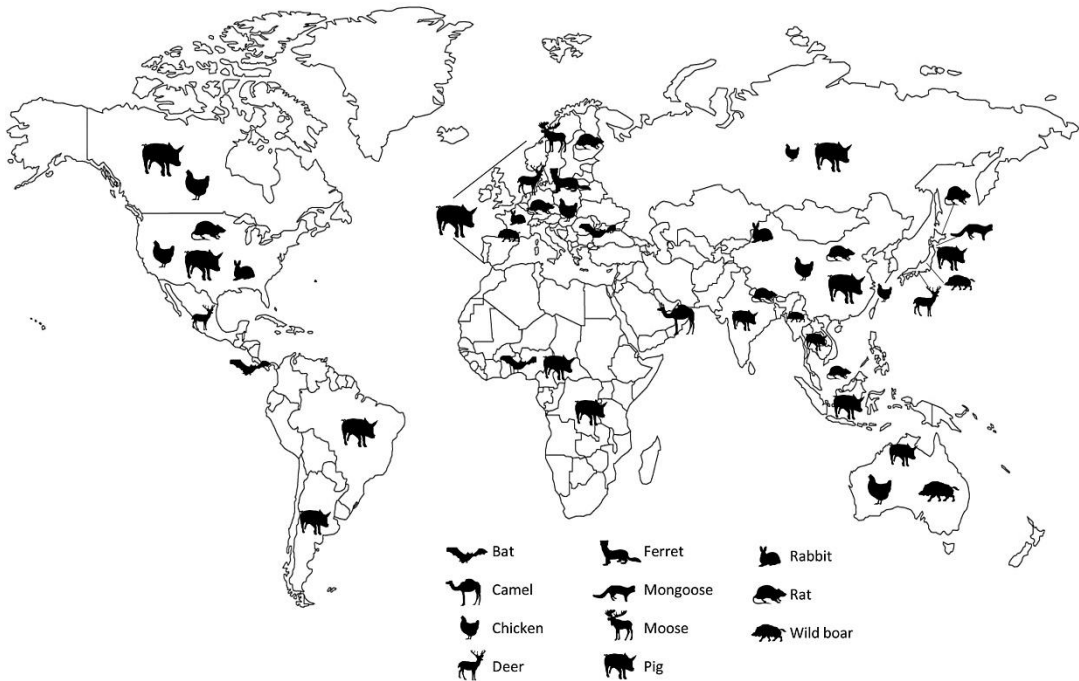 Bat
Ferret
Rabbit
Camel
Mongoose
Rat
Chicken
Moose
Wild boar
Deer
Pig